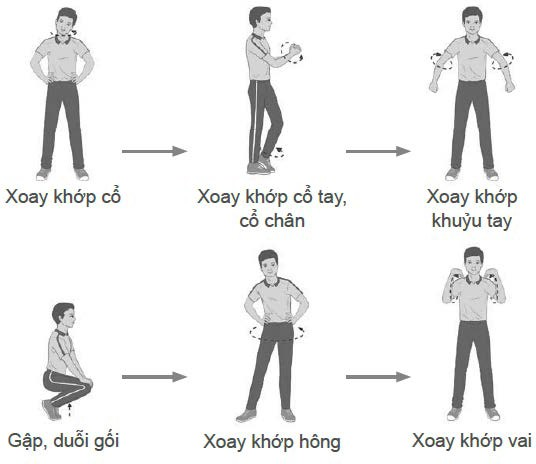 Xoay khớp cổ
Xoay khớp cổ tay,
cổ chân
Xoay khớp
khuỷu tay
Gập, duỗi gối
Xoay khớp hông
Xoay khớp vai